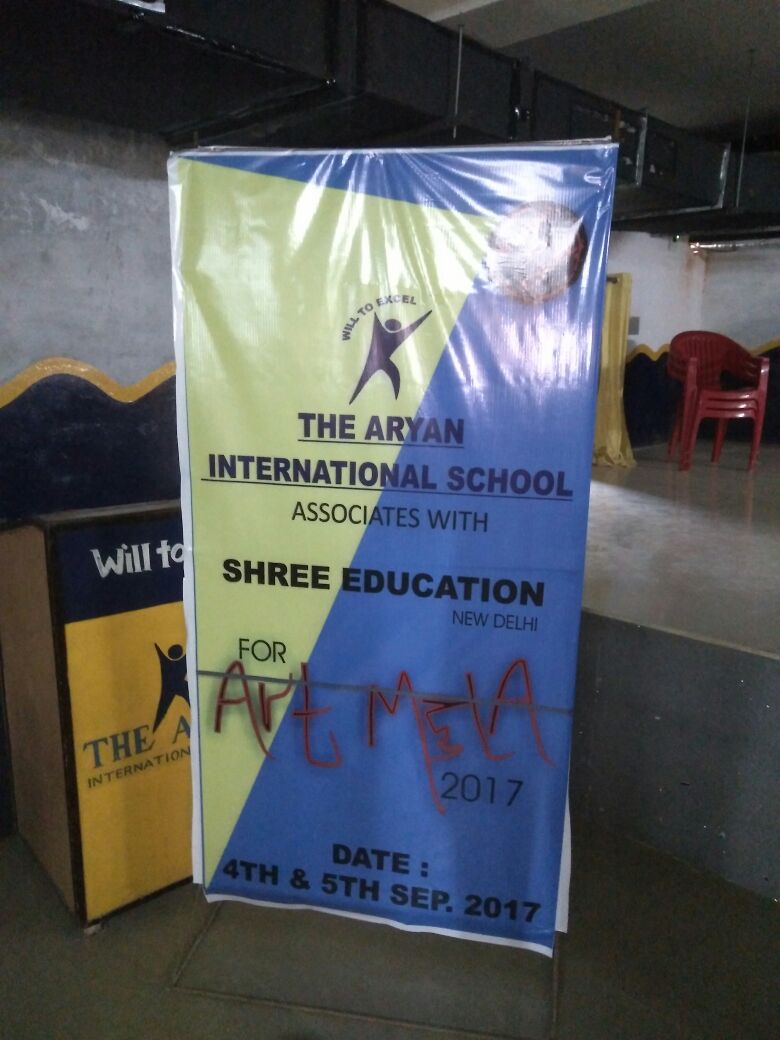 WILL TO EXCEL
THE ARYAN
INTERNATIONAL SCHOOL
ASSOCIATES WITH
SHREE EDUCATION
NEW DELHI
FOR
Art MElA
2017
DATE :
4TH & 5TH SEP. 2017
Will to
THE A
INTERNATION